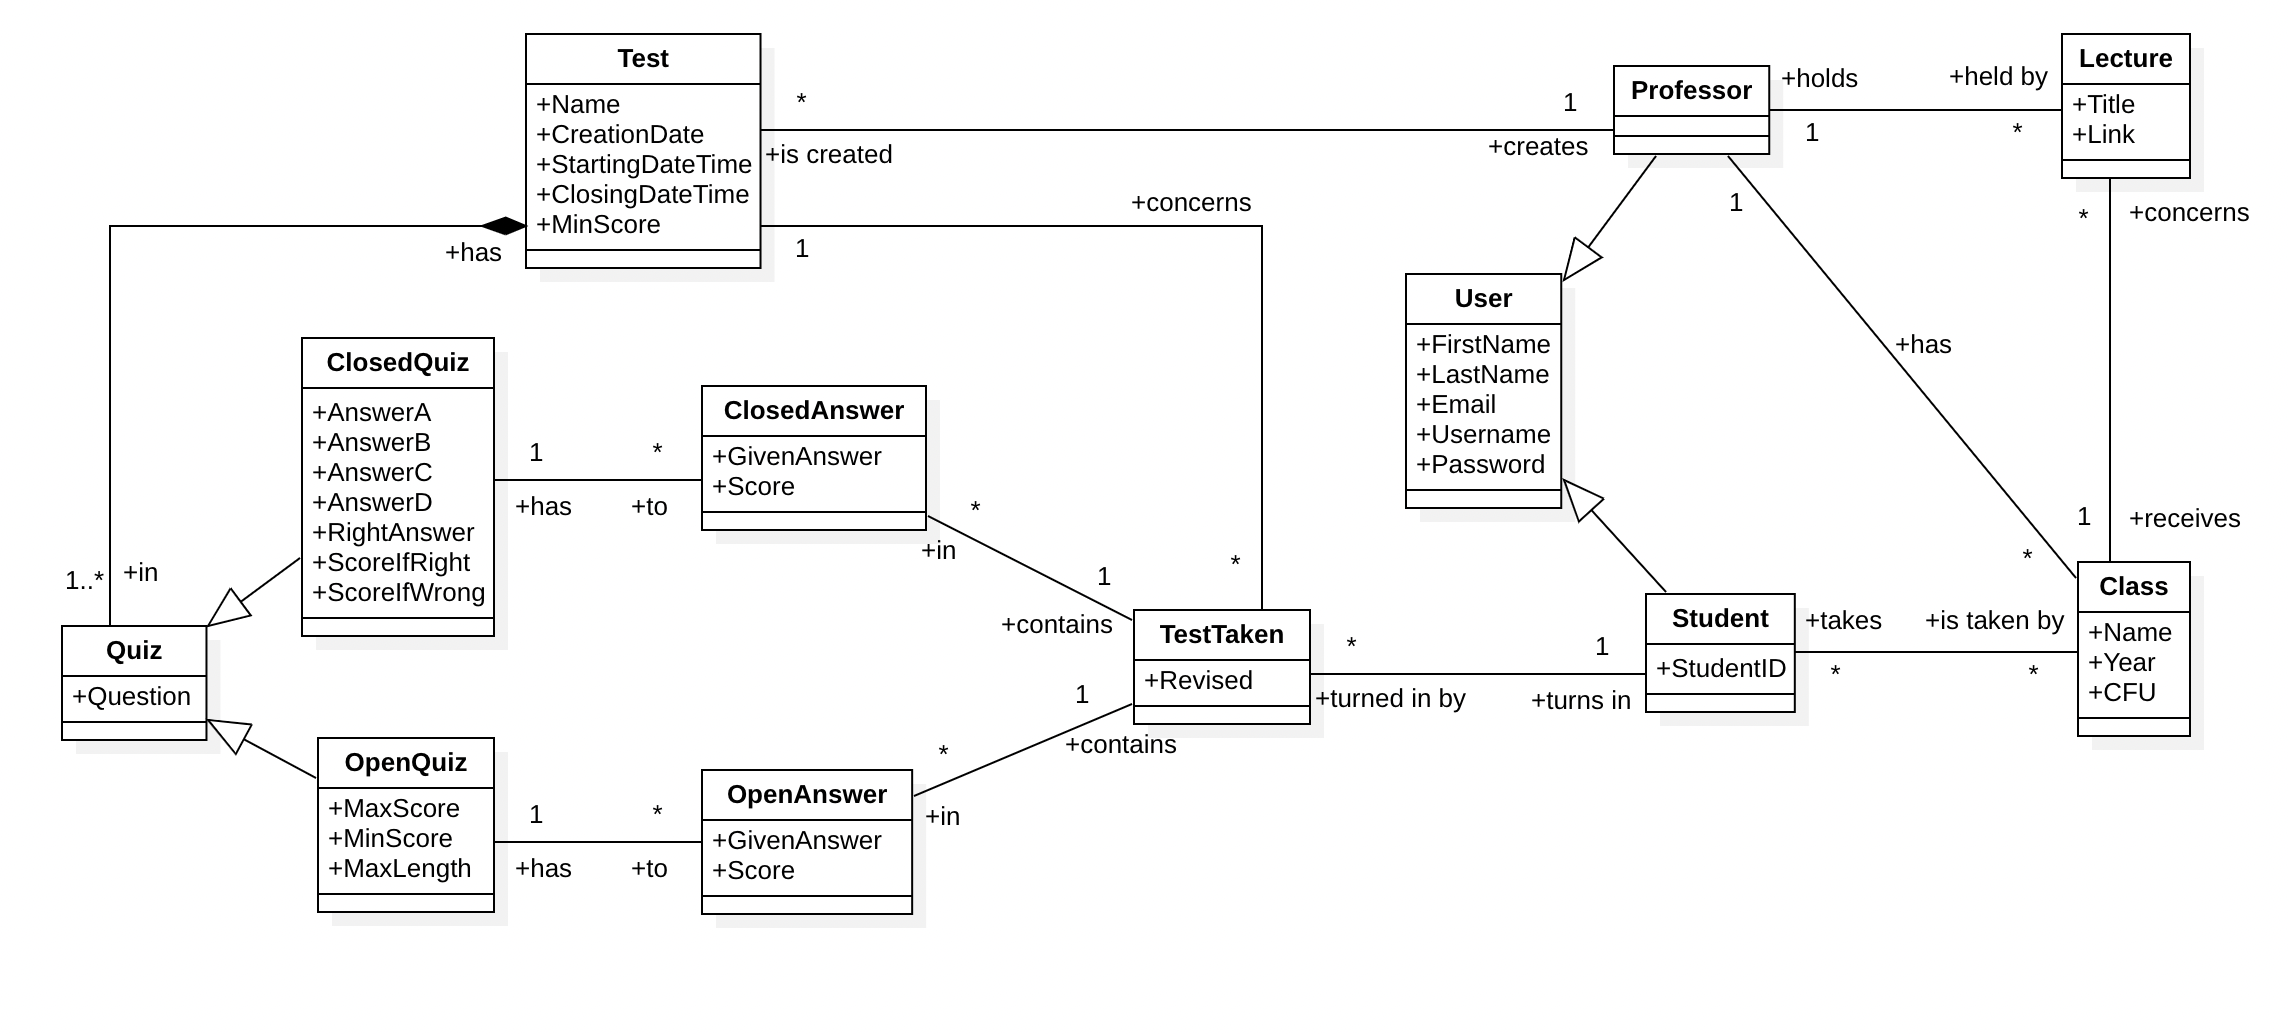 Test
+Name
+CreationDate
+StartingDateTime
+ClosingDateTime
+MinScore
*
1
+is created
+creates
Professor
+holds
+held by
1
*
Lecture
+Title
+Link
+has
+concerns
1
1
*
+concerns
User
+FirstName
+LastName
+Email
+Username
+Password
+has
ClosedQuiz
+AnswerA
+AnswerB
+AnswerC
+AnswerD
+RightAnswer
+ScoreIfRight
+ScoreIfWrong
1
*
+has
+to
ClosedAnswer
+GivenAnswer
+Score
*
+in
1
+contains
*
1
+receives
*
1..*
+in
Quiz
+Question
TestTaken
+Revised
*
1
+turned in by
+turns in
Student
+StudentID
+takes
+is taken by
*
*
Class
+Name
+Year
+CFU
OpenQuiz
+MaxScore
+MinScore
+MaxLength
1
*
+has
+to
OpenAnswer
+GivenAnswer
+Score
1
+contains
*
+in